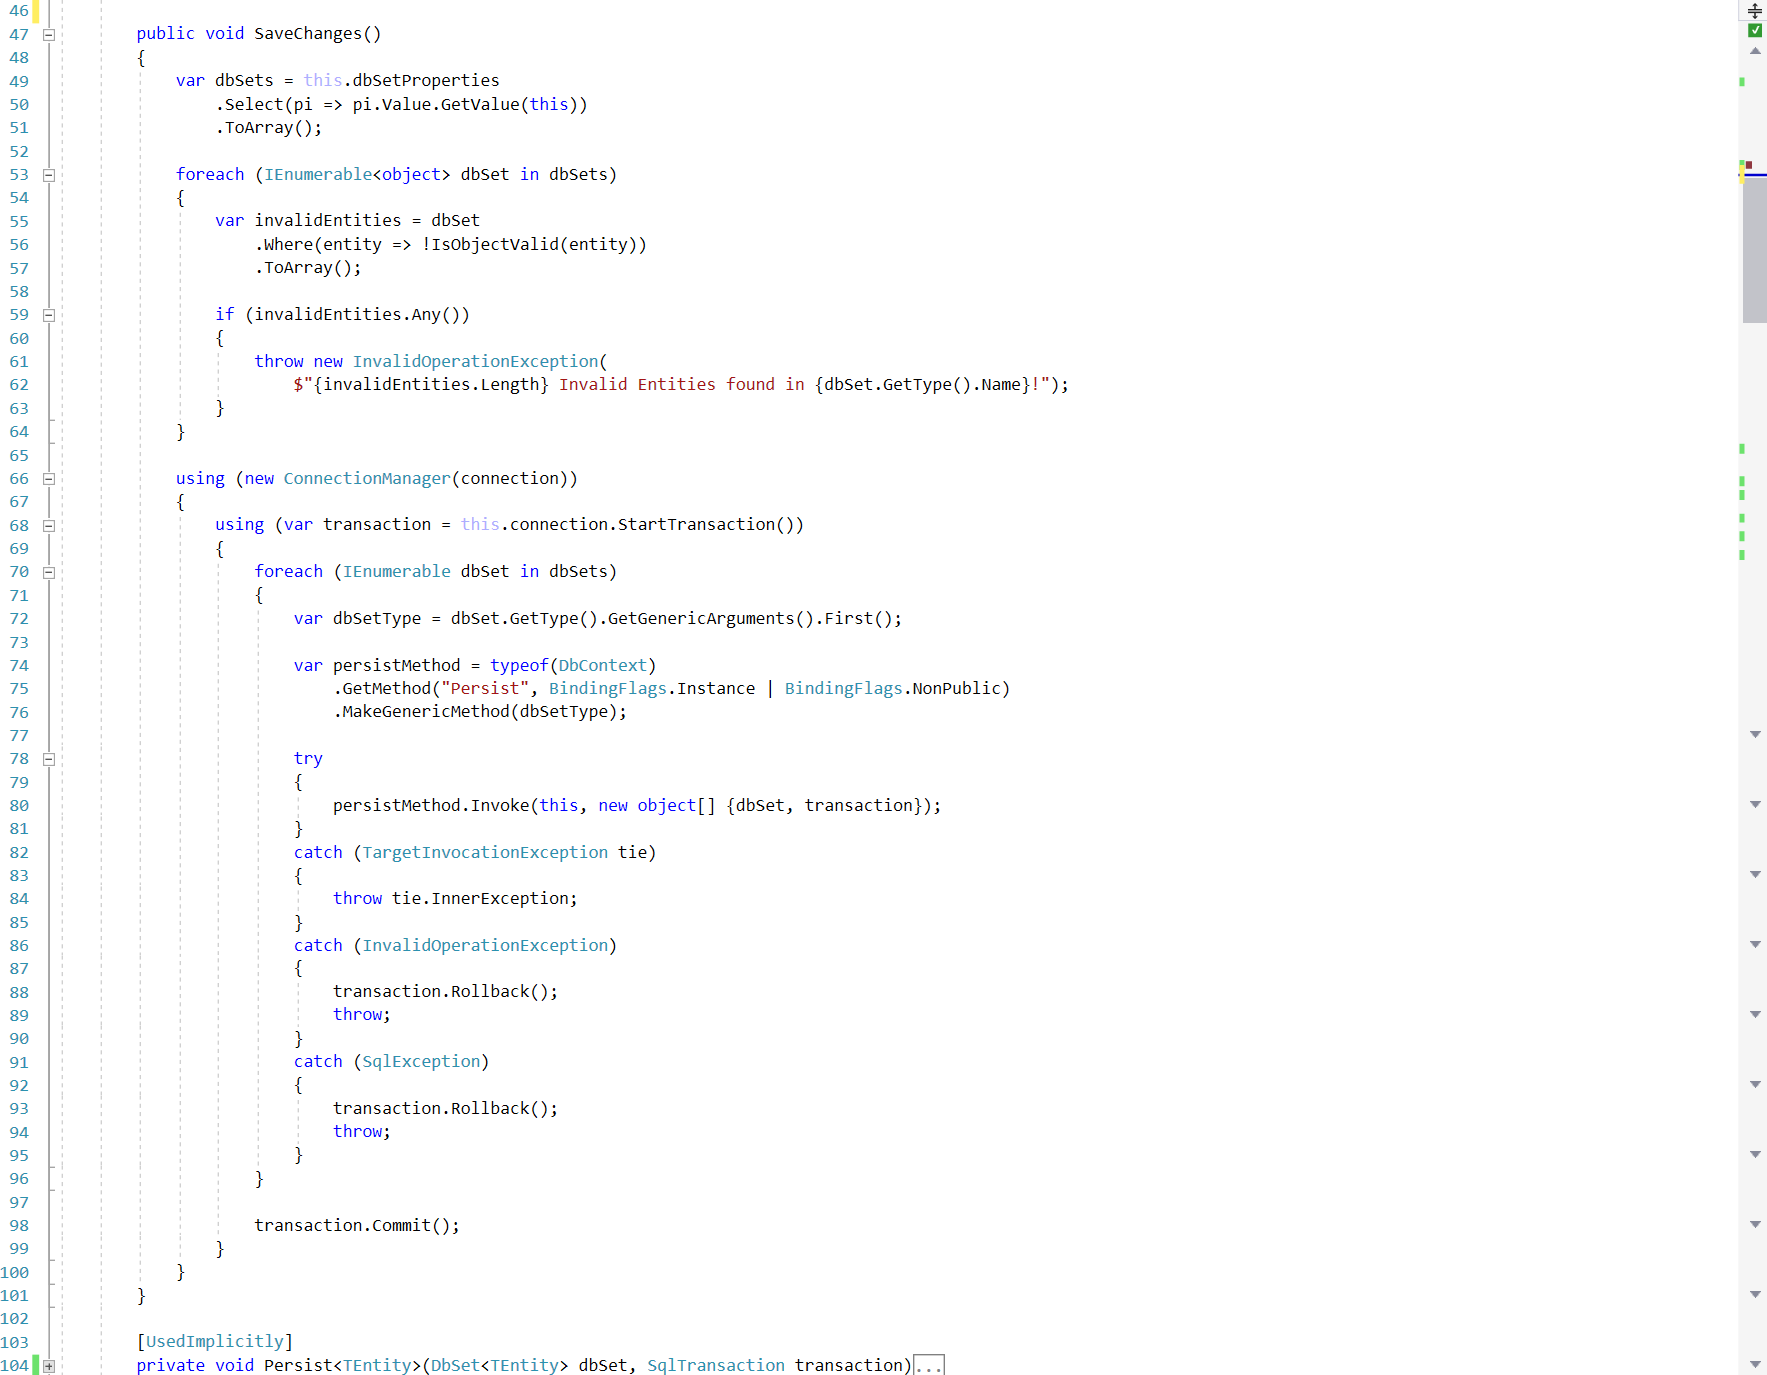 46
47 public void SaveChanges()
48 {
49 var dbSets = this.dbSetProperties
50 .Select(pi => pi.Value.GetValue(this))
51 .ToArray();
52
53 foreach (IEnumerable<object> dbSet in dbSets)
54 {
55 var invalidEntities = dbSet
56 .Where(entity => !IsObjectValid(entity))
57 .ToArray();
58
59 if (invalidEntities.Any())
60 {
61 throw new InvalidOperationException(
62 $"{invalidEntities.Length} Invalid Entities found in {dbSet.GetType().Name}!");
63 }
64 }
65
66 using (new ConnectionManager(connection))
67 {
68 using (var transaction = this.connection.StartTransaction())
69 {
70 foreach (IEnumerable dbSet in dbSets)
71 {
72 var dbSetType = dbSet.GetType().GetGenericArguments().First();
73
74 var persistMethod = typeof(DbContext)
75 .GetMethod("Persist", BindingFlags.Instance | BindingFlags.NonPublic)
76 .MakeGenericMethod(dbSetType);
77
78 try
79 {
80 persistMethod.Invoke(this, new object[] {dbSet, transaction});
81 }
82 catch (TargetInvocationException tie)
83 {
84 throw tie.InnerException;
85 }
86 catch (InvalidOperationException)
87 {
88 transaction.Rollback();
89 throw;
90 }
91 catch (SqlException)
92 {
93 transaction.Rollback();
94 throw;
95 }
96 }
97
98 transaction.Commit();
99 }
100 }
101 }
102
103 [UsedImplicitly]
104 private void Persist<TEntity>(DbSet<TEntity> dbSet, SqlTransaction transaction)...